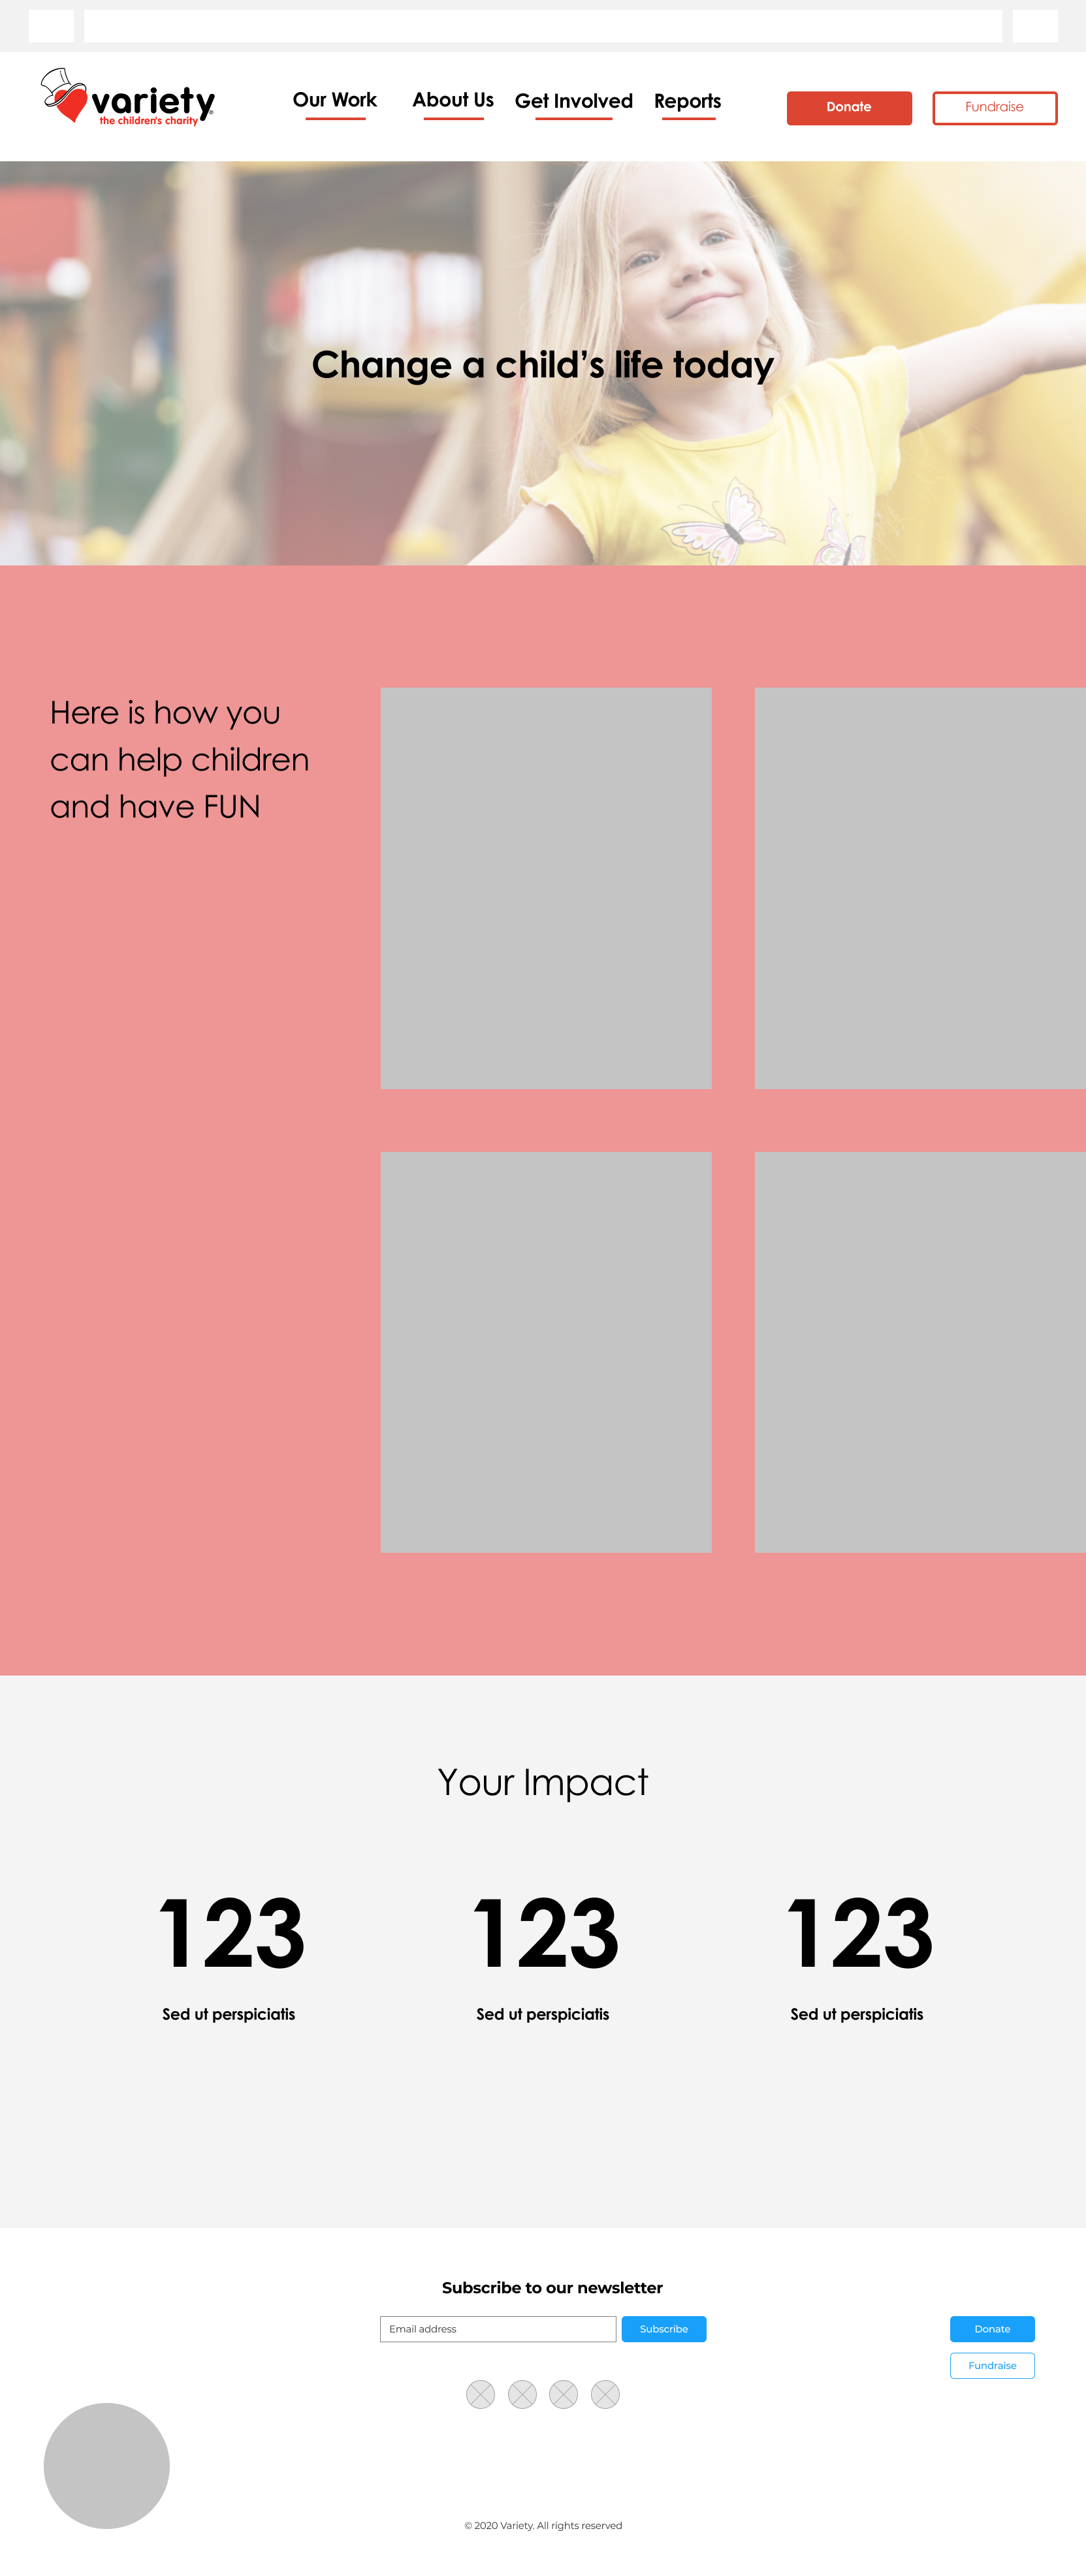 variety®
the children's charity
Our Work
About Us
Get Involved
Reports
Donate
Fundraise
Change a child's life today
Here is how you
can help children
and have FUN
Your Impact
123
123
123
Sed ut perspiciatis
Sed ut perspiciatis
Sed ut perspiciatis
Subscribe to our newsletter
Email address
Subscribe
Donate
Fundraise
© 2020 Variety. All rights reserved